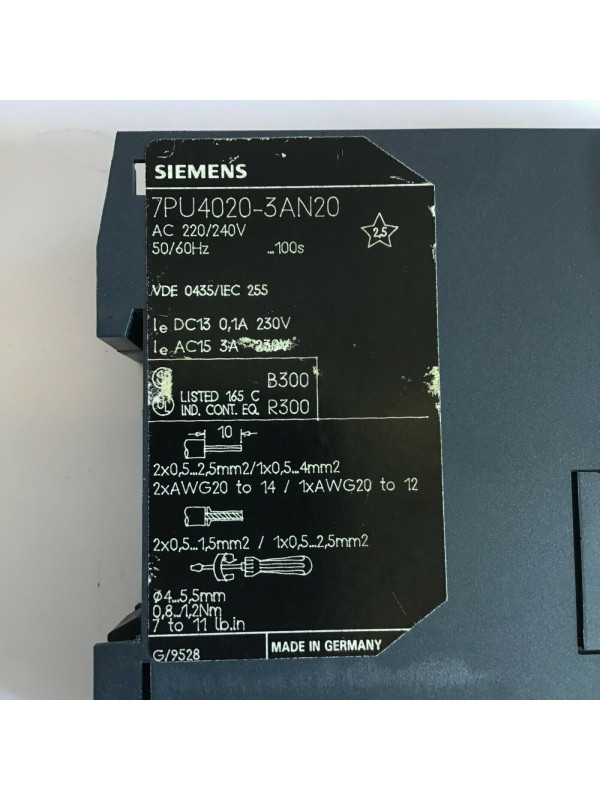 SIEMENS
7PU4020-3AN20
AC 220/240V
50/60Hz ...100s
2,5
VDE 0435/IEC 255
Ie DC13 0,1A 230V
Ie AC15 3A 230V
B300
LISTED 165 C
IND. CONT. EQ. R300
10
2x0,5...2,5mm2/1x0,5...4mm2
2xAWG20 to 14 / 1xAWG20 to 12
2x0,5...1,5mm2 / 1x0,5...2,5mm2
Ø4...5,5mm
0,8...1,2Nm
7 to 11 lb.in
G/9528 MADE IN GERMANY